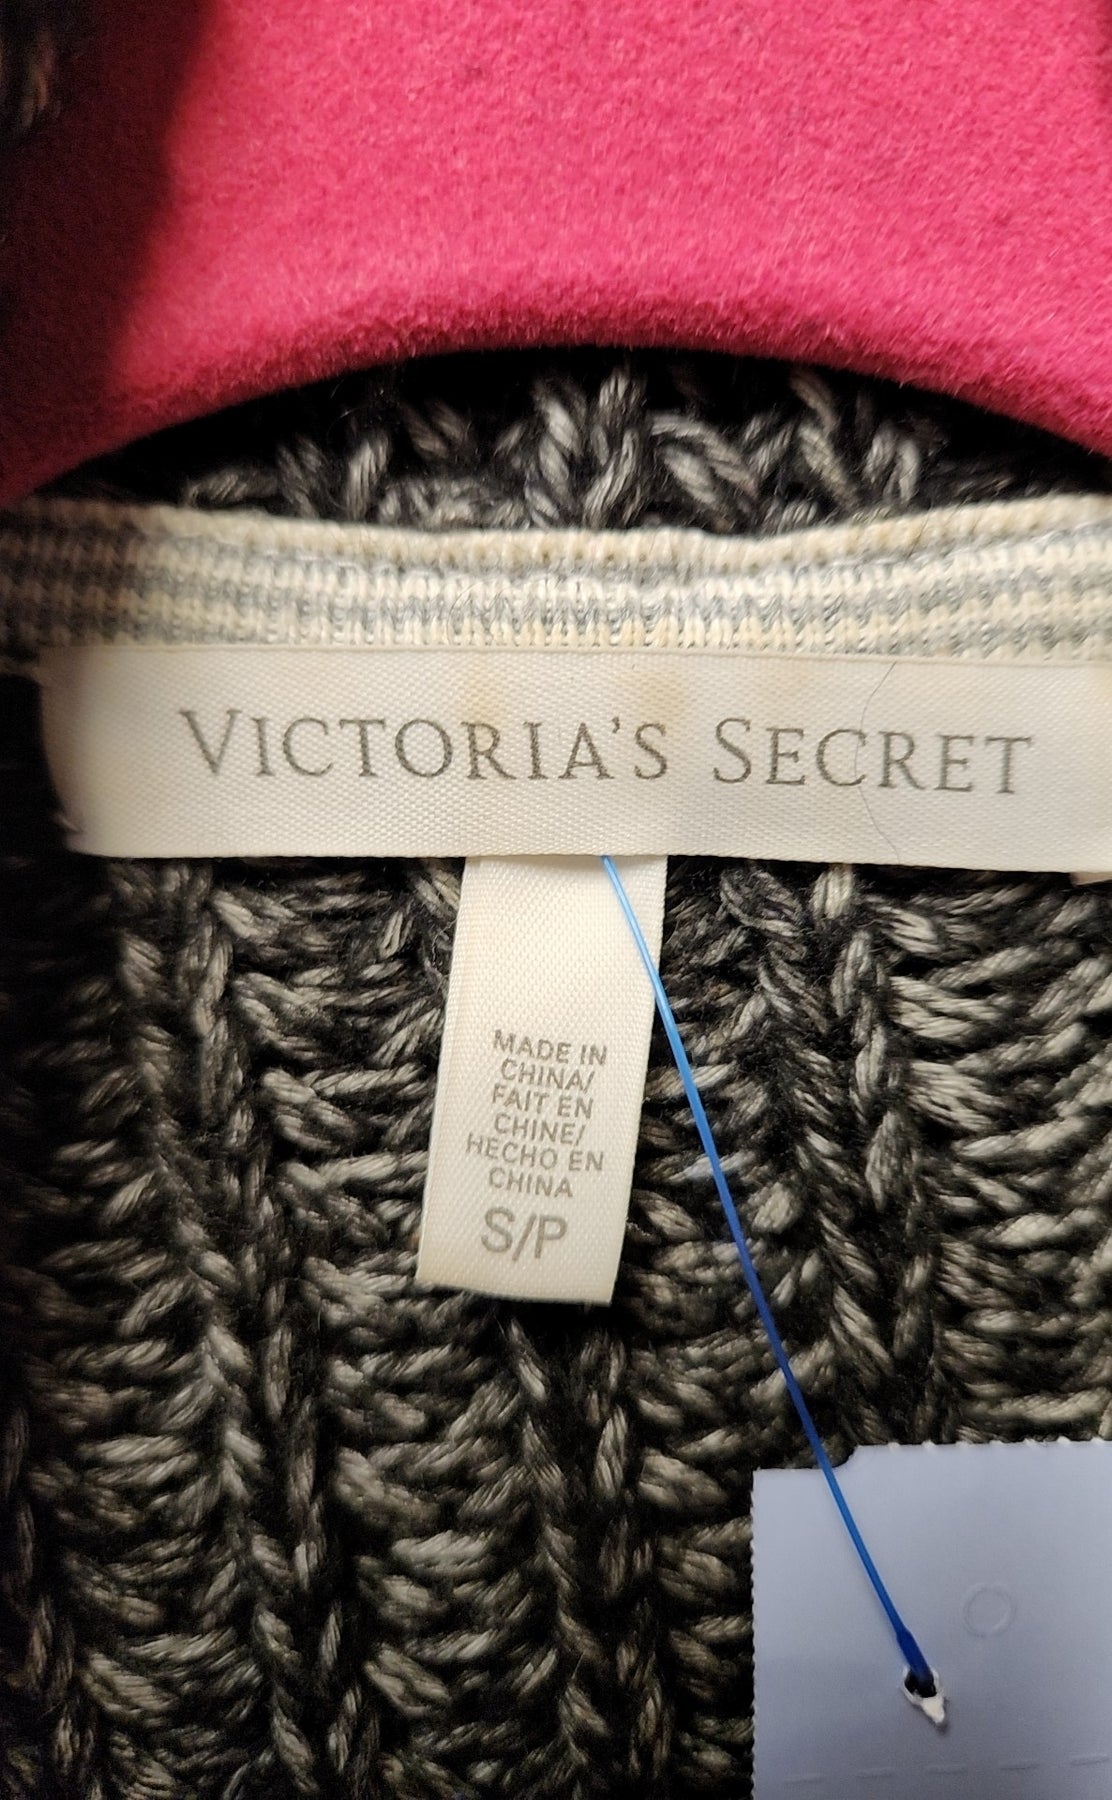 VICTORIA'S SECRET
MADE IN
CHINA/
FAIT EN
CHINE/
HECHO EN
CHINA
S/P